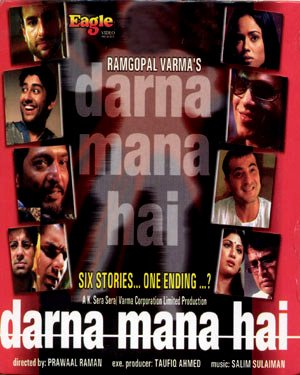 Eagle
VIDEO
RAMGOPAL VARMA'S
darna
mana
hai
SIX STORIES... ONE ENDING ...?
A K. Sera Sera| Varma Corporation Limited Production
darna mana hai
directed by: PRAWAAL RAMAN exe. producer: TAUFIQ AHMED music: SALIM SULAIMAN